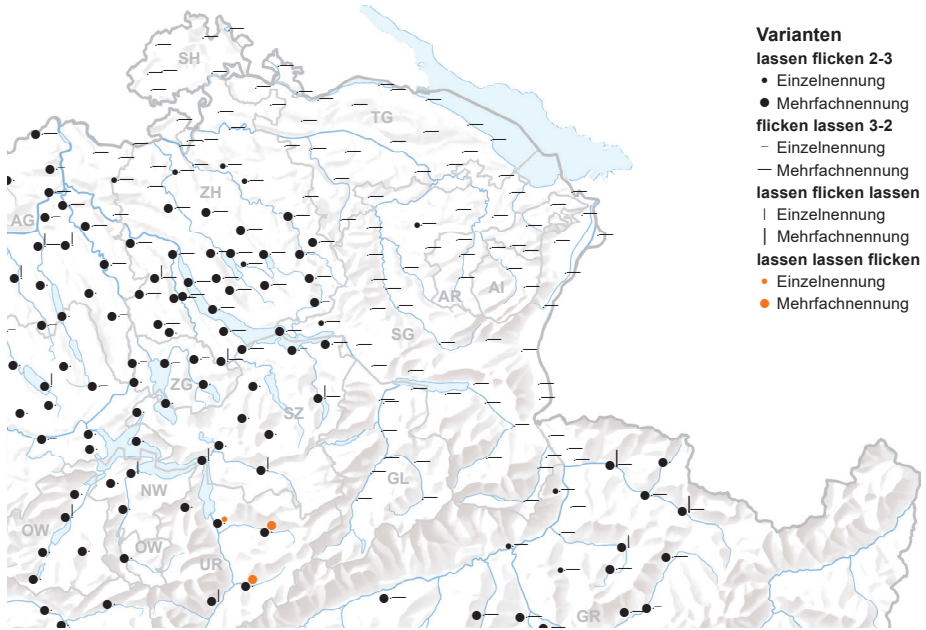 Varianten
lassen flicken 2-3
Einzelnennung
Mehrfachnennung
flicken lassen 3-2
Einzelnennung
Mehrfachnennung
lassen flicken lassen
Einzelnennung
Mehrfachnennung
lassen lassen flicken
Einzelnennung
Mehrfachnennung
SH
TG
ZH
AG
AR
AI
SG
ZG
SZ
GL
NW
OW
OW
UR
GR